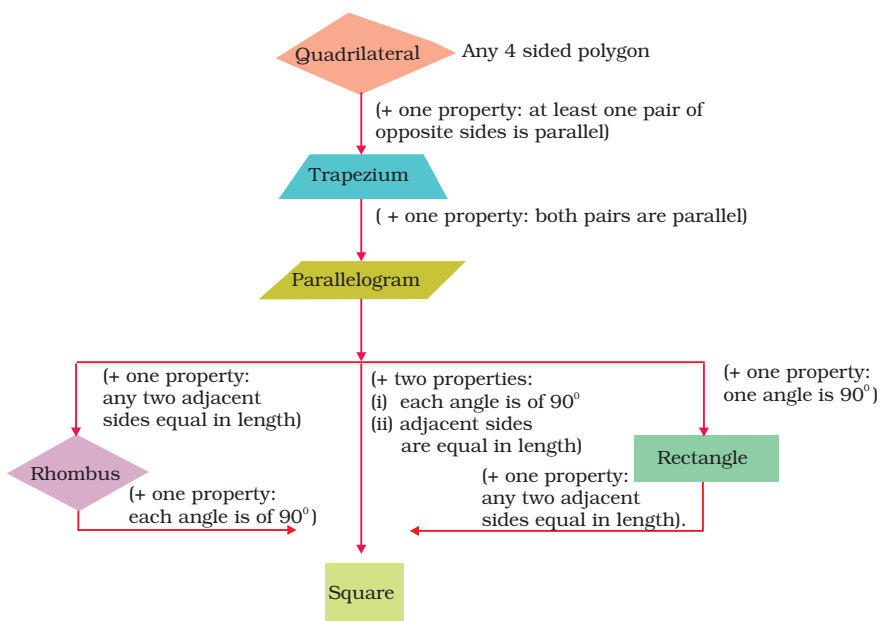 Quadrilateral
Any 4 sided polygon
(+ one property: at least one pair of
opposite sides is parallel)
Trapezium
( + one property: both pairs are parallel)
Parallelogram
(+ one property:
any two adjacent
sides equal in length)
(+ two properties:
(i) each angle is of 90⁰
(ii) adjacent sides
are equal in length)
(+ one property:
one angle is 90⁰)
Rhombus
(+ one property:
each angle is of 90⁰)
Rectangle
(+ one property:
any two adjacent
sides equal in length).
Square